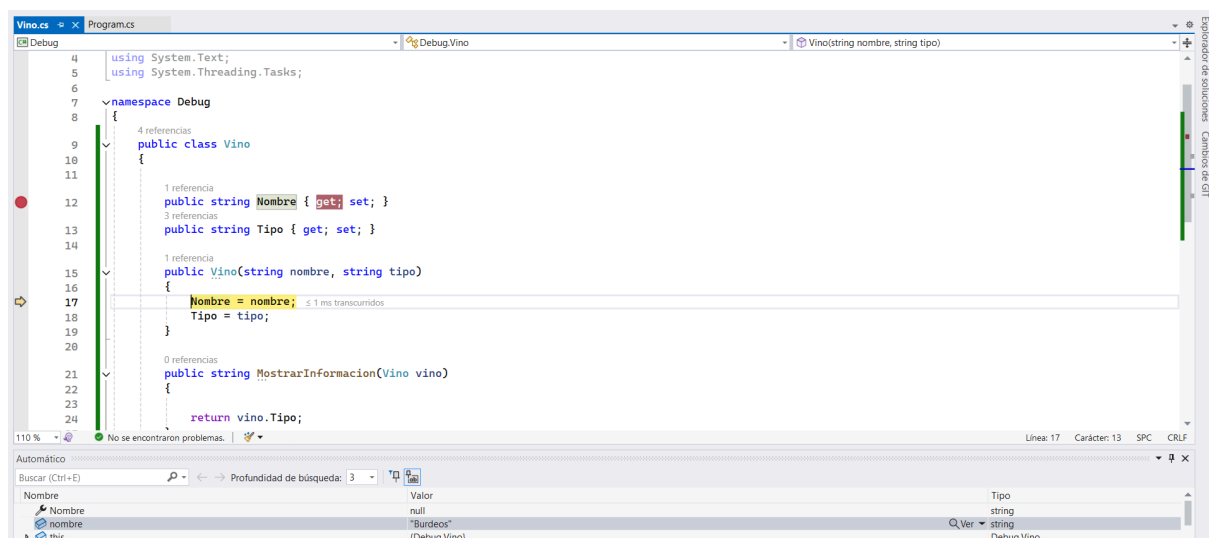 Vino.cs Program.cs
Debug Debug.Vino Vino(string nombre, string tipo)
4 using System.Text;
5 using System.Threading.Tasks;
6
7 namespace Debug
8 {
4 referencias
9 public class Vino
10 {
11
1 referencia
12 public string Nombre { get; set; }
3 referencias
13 public string Tipo { get; set; }
14
1 referencia
15 public Vino(string nombre, string tipo)
16 {
17 Nombre = nombre; ≤ 1 ms transcurridos
18 Tipo = tipo;
19 }
20
0 referencias
21 public string MostrarInformacion(Vino vino)
22 {
23
24 return vino.Tipo;
110 % No se encontraron problemas. Línea: 17 Carácter: 13 SPC CRLF
Automático
Buscar (Ctrl+E) Profundidad de búsqueda: 3
Nombre Valor Tipo
Nombre null string
nombre "Burdeos" Ver string
this {Debug.Vino} Debug.Vino
Explorador de soluciones
Cambios de GIT